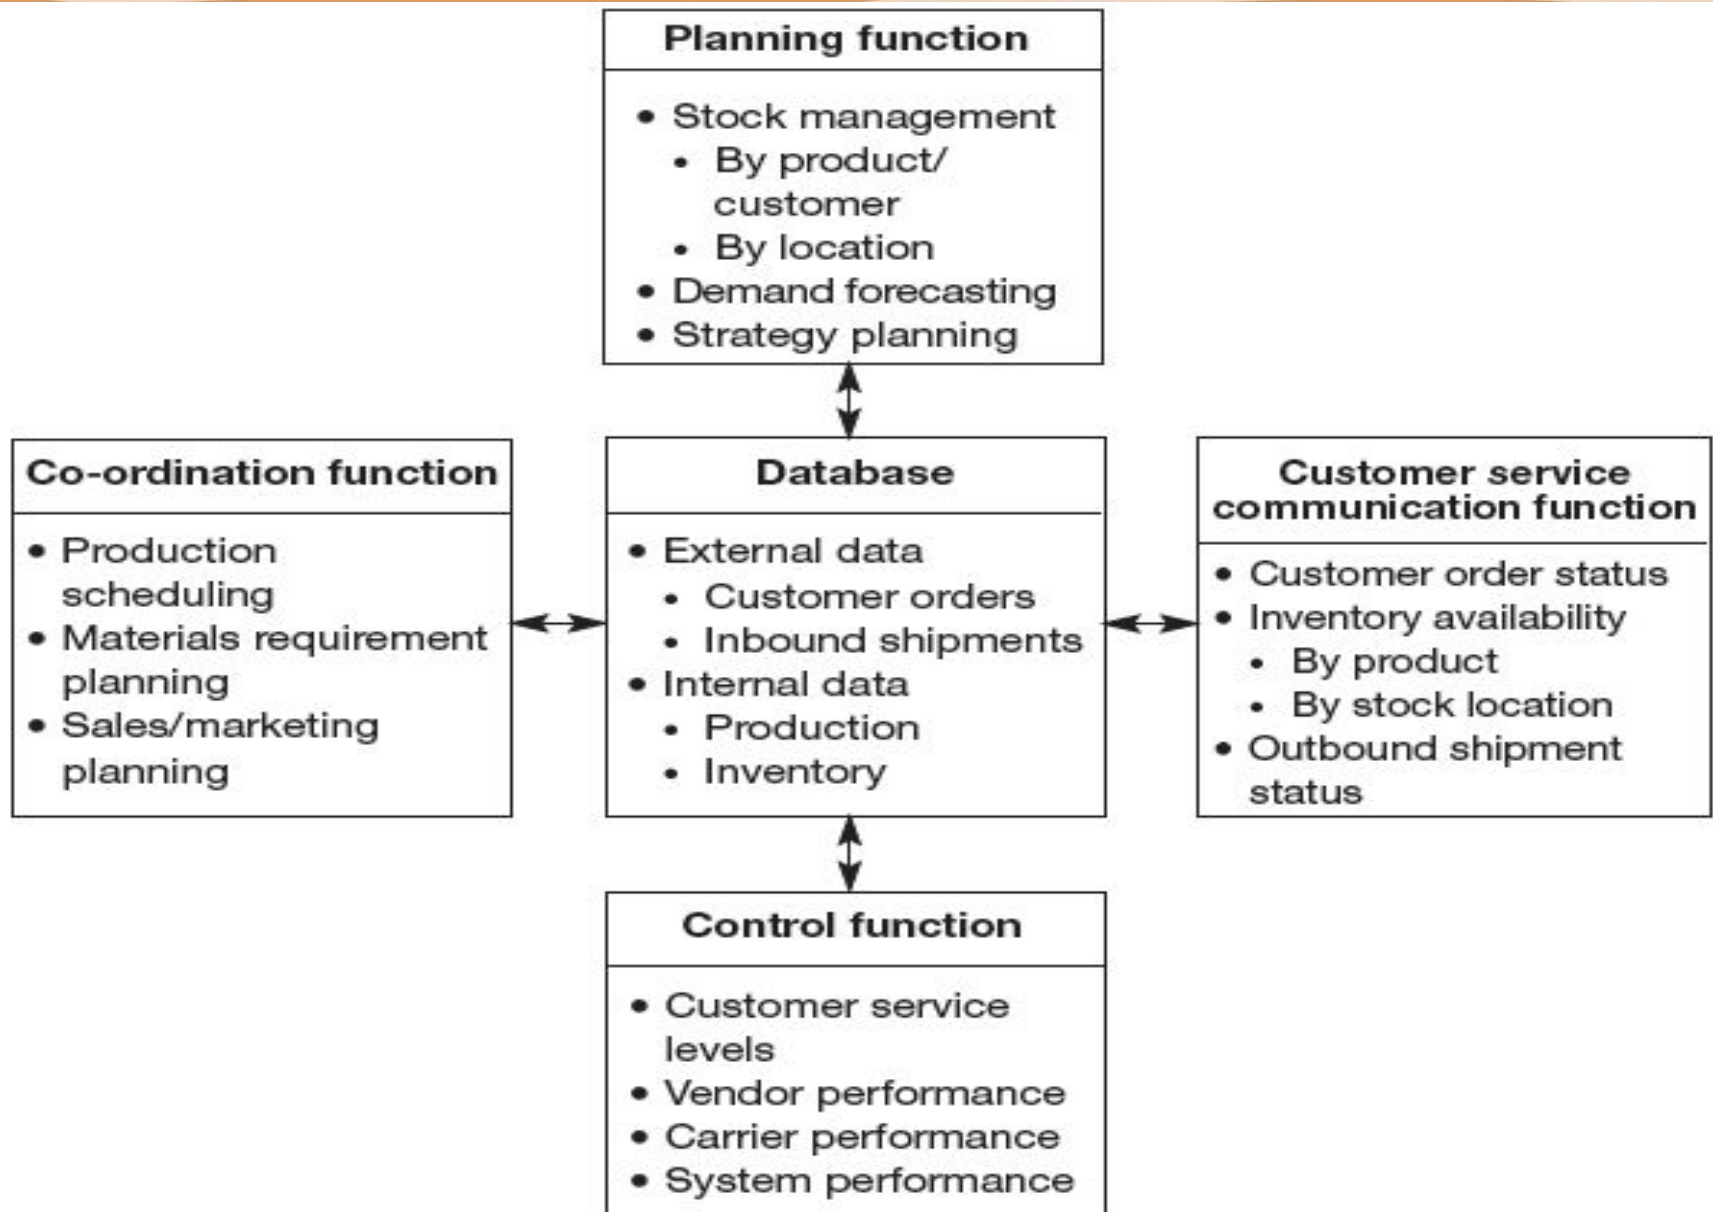 Planning function
• Stock management
• By product/
customer
• By location
• Demand forecasting
• Strategy planning
Co-ordination function
• Production
scheduling
• Materials requirement
planning
• Sales/marketing
planning
Database
• External data
• Customer orders
• Inbound shipments
• Internal data
• Production
• Inventory
Customer service
communication function
• Customer order status
• Inventory availability
• By product
• By stock location
• Outbound shipment
status
Control function
• Customer service
levels
• Vendor performance
• Carrier performance
• System performance